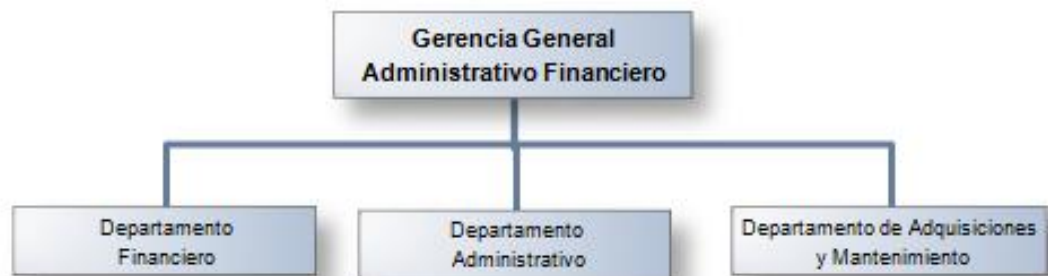 Gerencia General
Administrativo Financiero
Departamento
Financiero
Departamento
Administrativo
Departamento de Adquisiciones
y Mantenimiento